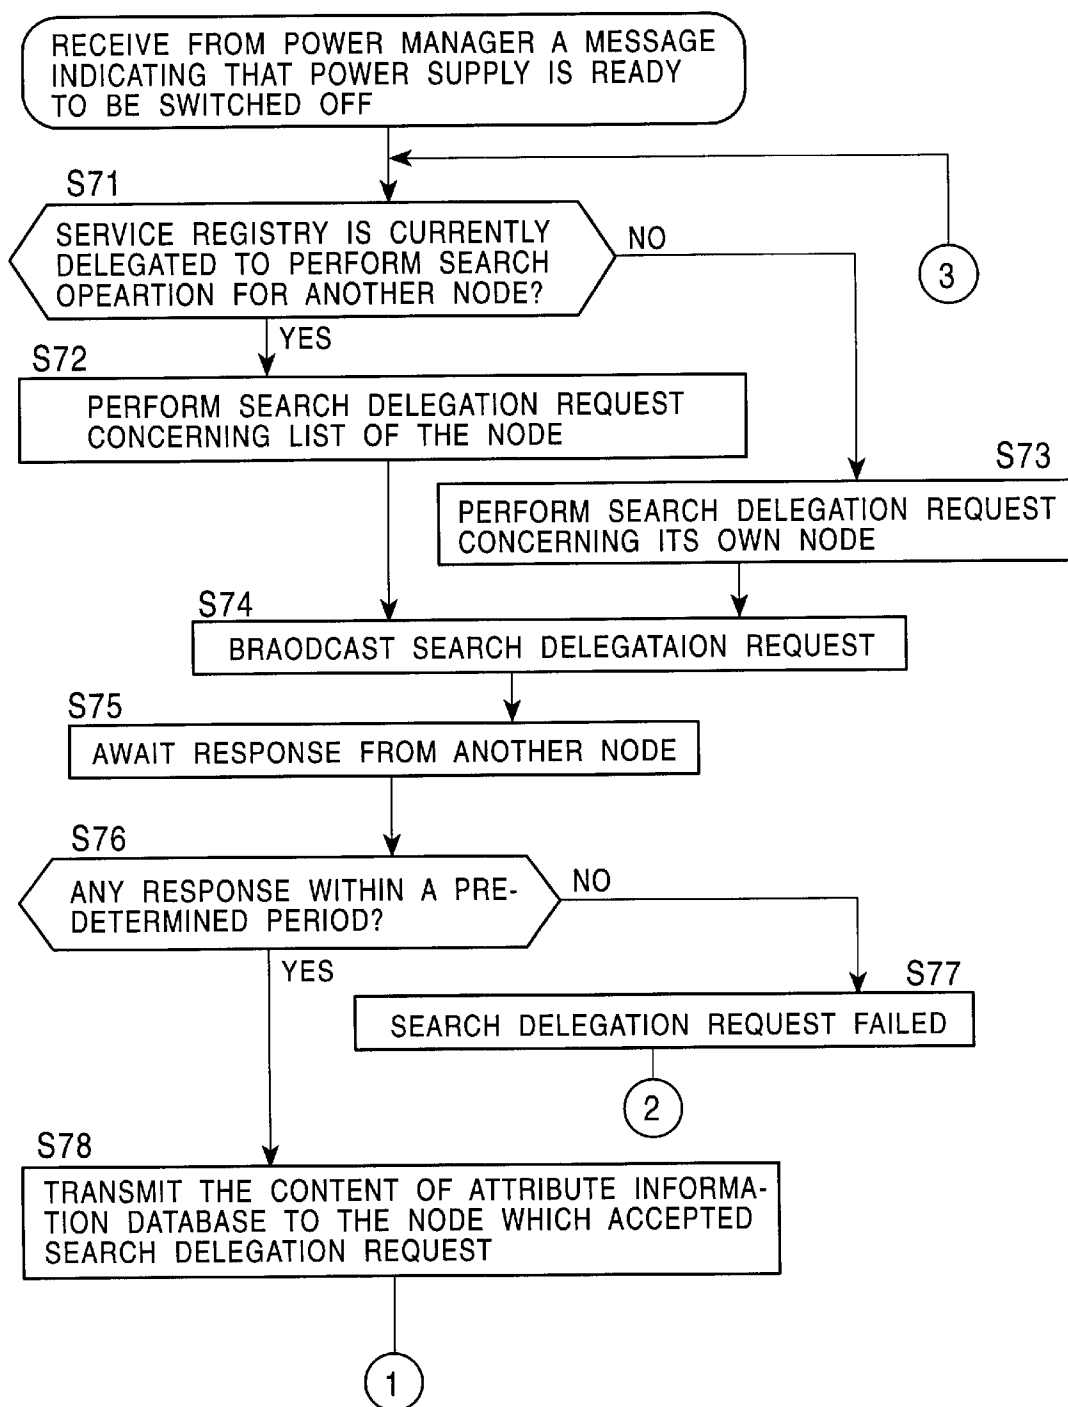 RECEIVE FROM POWER MANAGER A MESSAGE
INDICATING THAT POWER SUPPLY IS READY
TO BE SWITCHED OFF
S71
SERVICE REGISTRY IS CURRENTLY
DELEGATED TO PERFORM SEARCH
OPEARTION FOR ANOTHER NODE?
NO
3
YES
S72
PERFORM SEARCH DELEGATION REQUEST
CONCERNING LIST OF THE NODE
S73
PERFORM SEARCH DELEGATION REQUEST
CONCERNING ITS OWN NODE
S74
BRAODCAST SEARCH DELEGATAION REQUEST
S75
AWAIT RESPONSE FROM ANOTHER NODE
S76
ANY RESPONSE WITHIN A PRE-
DETERMINED PERIOD?
NO
YES
S77
SEARCH DELEGATION REQUEST FAILED
2
S78
TRANSMIT THE CONTENT OF ATTRIBUTE INFORMA-
TION DATABASE TO THE NODE WHICH ACCEPTED
SEARCH DELEGATION REQUEST
1